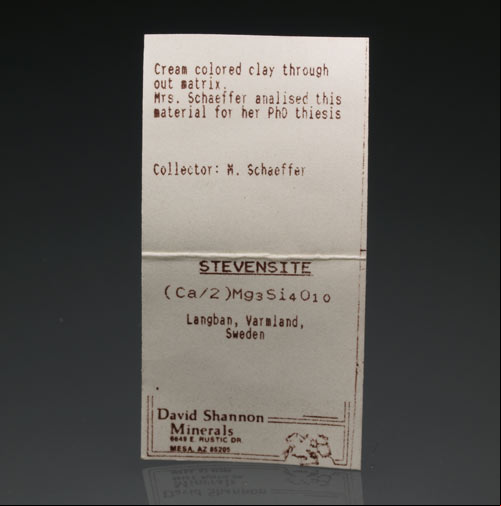 Cream colored clay through
out matrix.
Mrs. Schaeffer analised this
material for her PhD thiesis
Collector: M. Schaeffer
STEVENSITE
(Ca/2)Mg3Si4O10
Langban, Varmland,
Sweden
David Shannon
Minerals
6649 E. RUSTIC DR.
MESA, AZ 85205